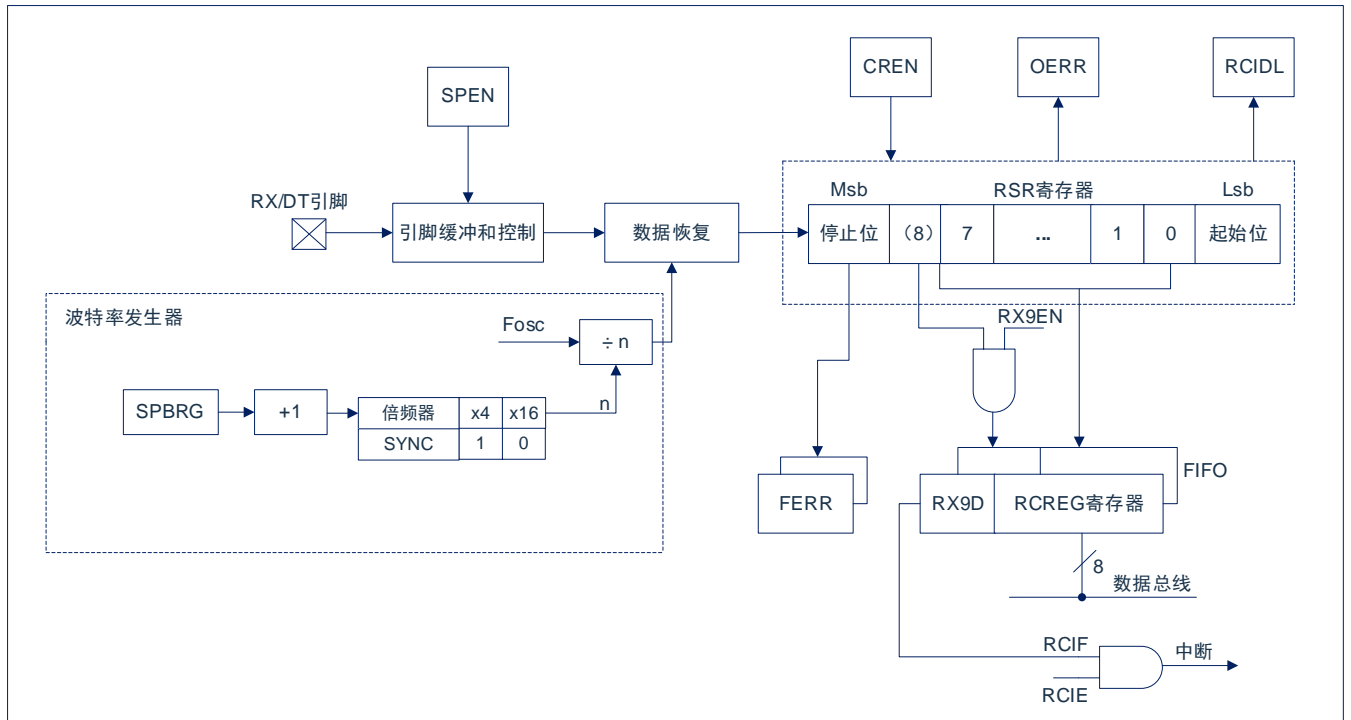 CREN
OERR
RCIDL
SPEN
Msb
RSR寄存器
Lsb
RX/DT引脚
引脚缓冲和控制
数据恢复
停止位
（8）
7
...
1
0
起始位
波特率发生器
Fosc
÷ n
RX9EN
SPBRG
+1
倍频器
x4
x16
n
SYNC
1
0
FIFO
FERR
RX9D
RCREG寄存器
8
数据总线
RCIF
中断
RCIE